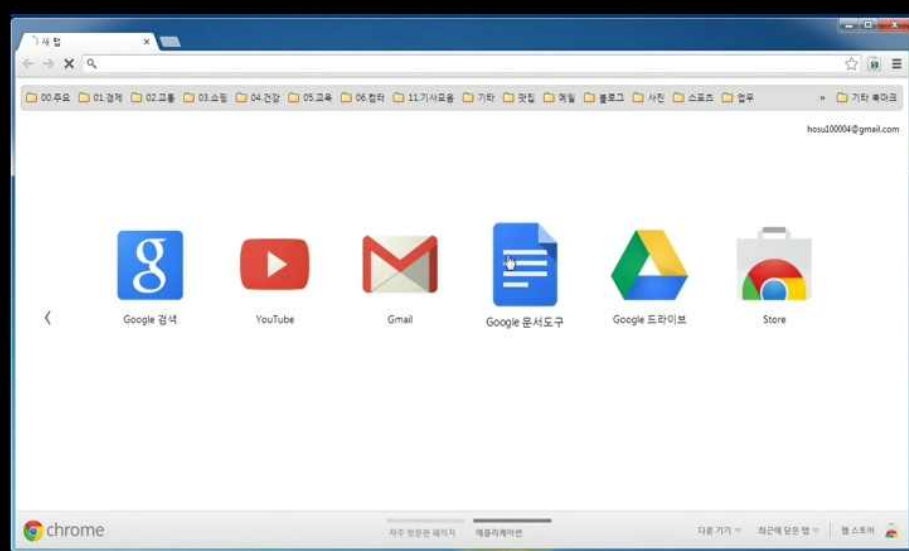 새 탭
00.주요 01.경제 02.교통 03.쇼핑 04.건강 05.교육 06.컴터 11.기사모음 기타 맛집 메일 블로그 사진 스포츠 업무 » 기타 북마크
hosu100004@gmail.com
Google 검색 YouTube Gmail Google 문서도구 Google 드라이브 Store
chrome 자주 방문한 페이지 애플리케이션 다른 기기 최근에 닫은 탭 웹 스토어